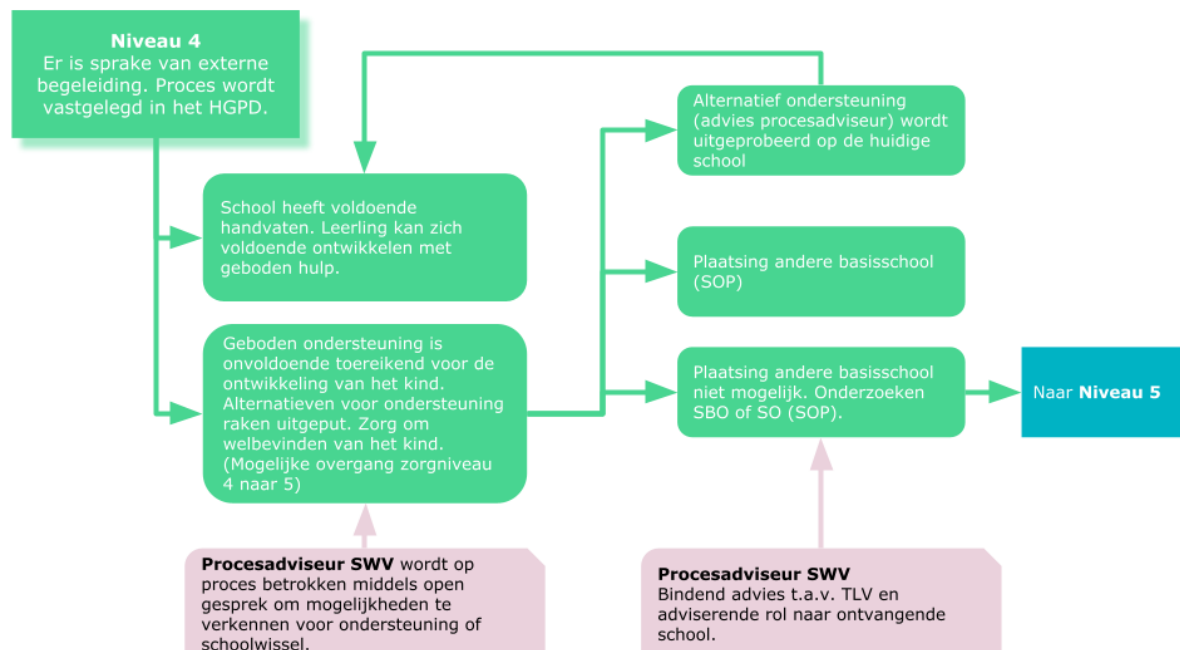 Niveau 4
Er is sprake van externe
begeleiding. Proces wordt
vastgelegd in het HGPD.
School heeft voldoende
handvaten. Leerling kan zich
voldoende ontwikkelen met
geboden hulp.
Geboden ondersteuning is
onvoldoende toereikend voor de
ontwikkeling van het kind.
Alternatieven voor ondersteuning
raken uitgeput. Zorg om
welbevinden van het kind.
(Mogelijke overgang zorgniveau
4 naar 5)
Alternatief ondersteuning
(advies procesadviseur) wordt
uitgeprobeerd op de huidige
school
Plaatsing andere basisschool
(SOP)
Plaatsing andere basisschool
niet mogelijk. Onderzoeken
SBO of SO (SOP).
Naar Niveau 5
Procesadviseur SWV wordt op
proces betrokken middels open
gesprek om mogelijkheden te
verkennen voor ondersteuning of
schoolwissel.
Procesadviseur SWV
Bindend advies t.a.v. TLV en
adviserende rol naar ontvangende
school.